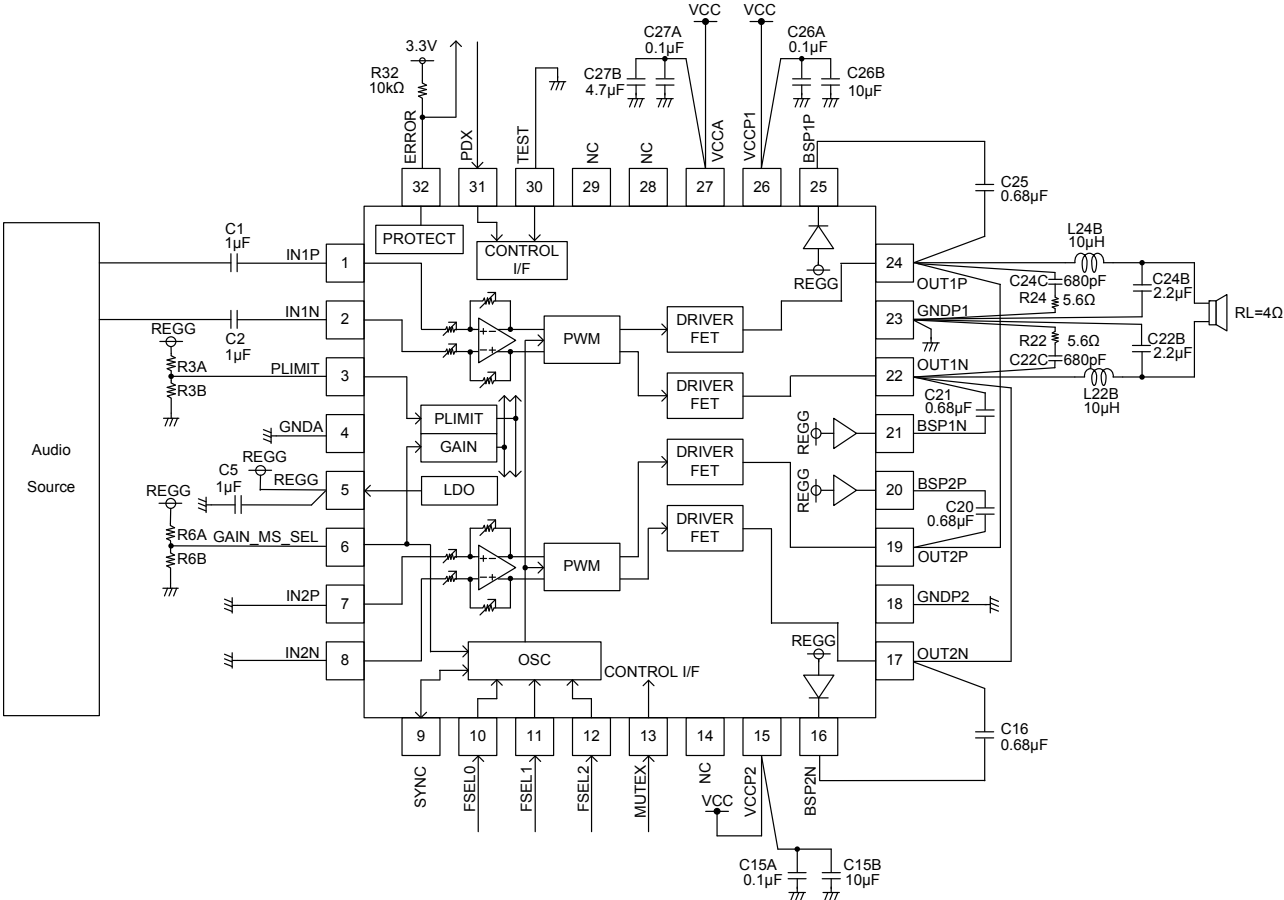 VCC
VCC
C27A
0.1µF
C26A
0.1µF
3.3V
R32
10kΩ
C27B
4.7µF
C26B
10µF
ERROR
PDX
TEST
NC
NC
VCCA
VCCP1
BSP1P
32
31
30
29
28
27
26
25
C25
0.68µF
PROTECT
CONTROL
I/F
REGG
C1
1µF
IN1P
1
24
OUT1P
L24B
10µH
C24C
680pF
C24B
2.2µF
R24
5.6Ω
IN1N
2
C2
1µF
PWM
DRIVER
FET
23
GNDP1
RL=4Ω
REGG
R3A
R3B
PLIMIT
3
DRIVER
FET
22
OUT1N
R22
5.6Ω
C22C
680pF
C22B
2.2µF
L22B
10µH
C21
0.68µF
GNDA
4
PLIMIT
GAIN
REGG
21
BSP1N
Audio
Source
REGG
C5
1µF
REGG
5
LDO
DRIVER
FET
REGG
20
BSP2P
C20
0.68µF
REGG
R6A
R6B
GAIN_MS_SEL
6
DRIVER
FET
19
OUT2P
PWM
IN2P
7
18
GNDP2
IN2N
8
OSC
CONTROL I/F
REGG
17
OUT2N
9
10
11
12
13
14
15
16
C16
0.68µF
SYNC
FSEL0
FSEL1
FSEL2
MUTEX
NC
VCCP2
BSP2N
VCC
C15A
0.1µF
C15B
10µF